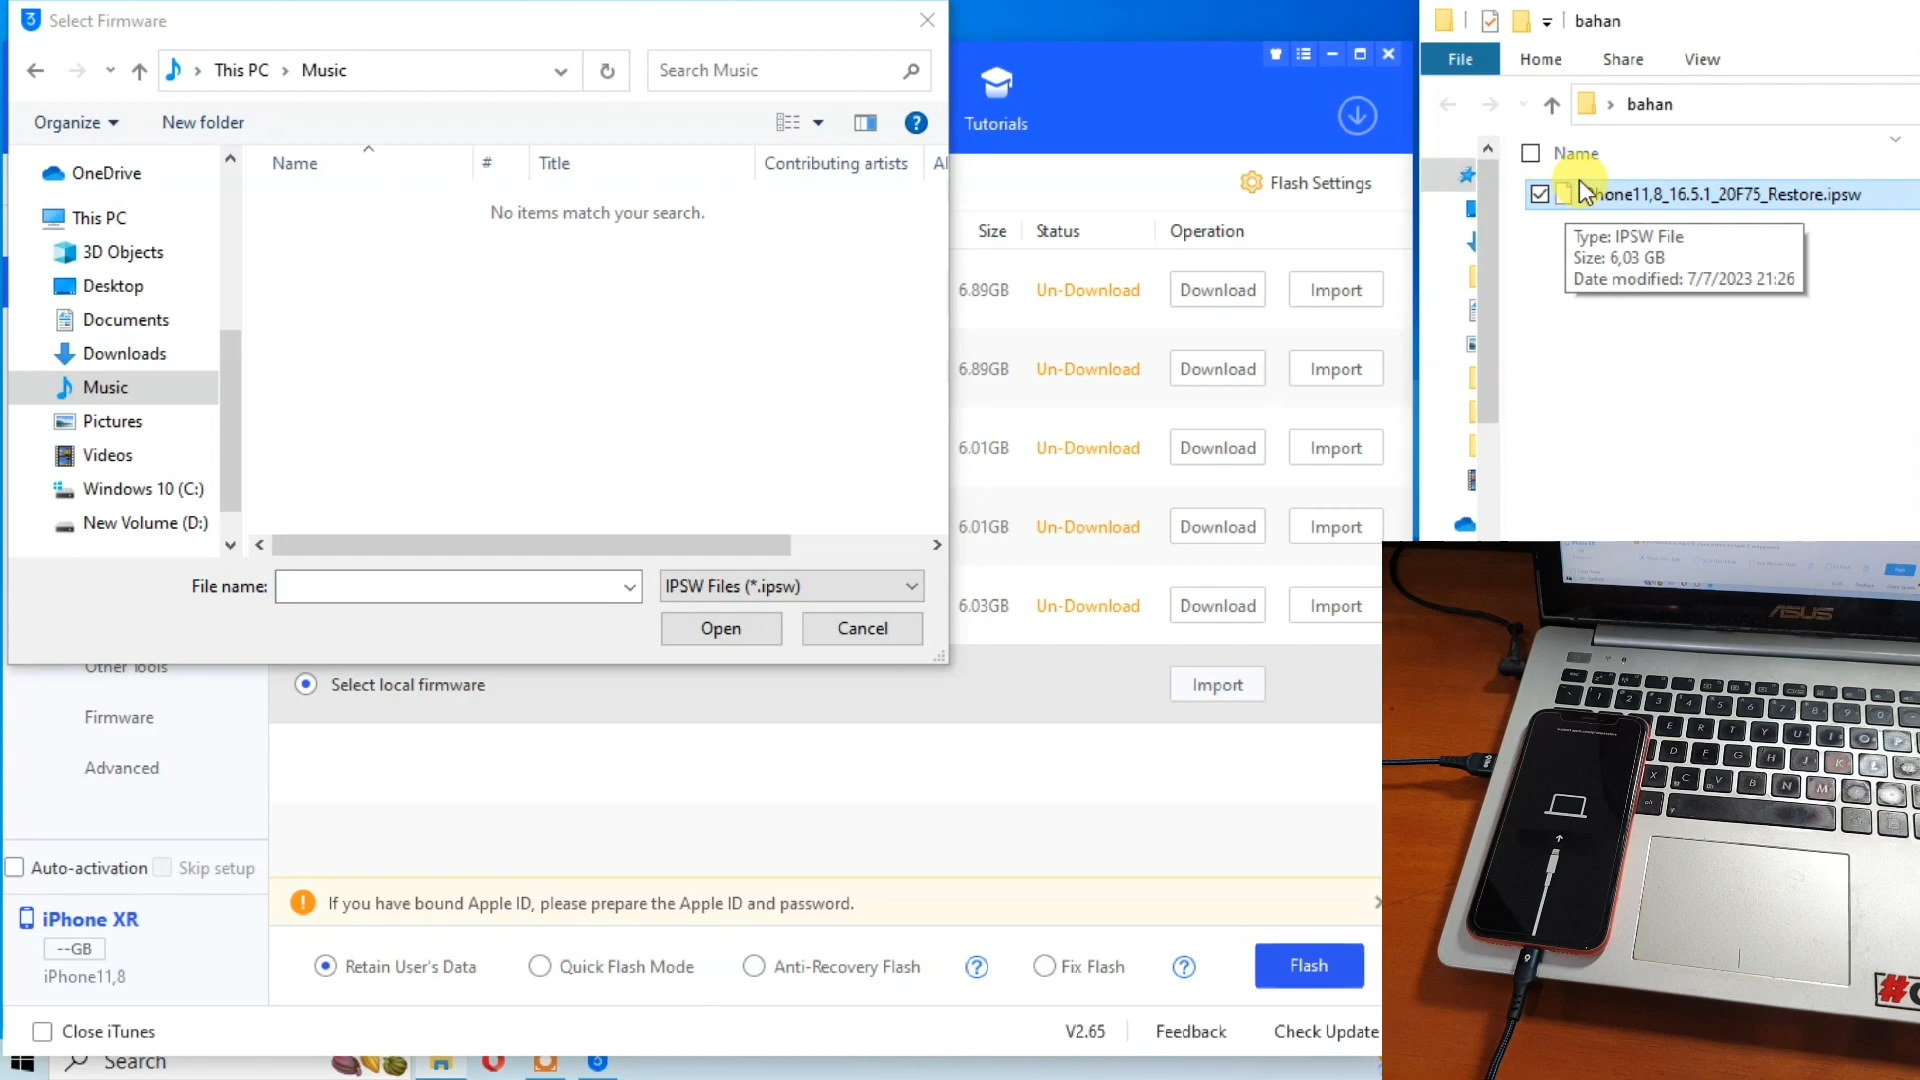 Select Firmware
This PC
Music
Search Music
Organize
New folder
Name
#
Title
Contributing artists
Al
No items match your search.
OneDrive
This PC
3D Objects
Desktop
Documents
Downloads
Music
Pictures
Videos
Windows 10 (C:)
New Volume (D:)
File name:
IPSW Files (*.ipsw)
Open
Cancel
Tutorials
Flash Settings
Size
Status
Operation
6.89GB
Un-Download
Download
Import
6.89GB
Un-Download
Download
Import
6.01GB
Un-Download
Download
Import
6.01GB
Un-Download
Download
Import
6.03GB
Un-Download
Download
Import
Select local firmware
Import
Other Tools
Firmware
Advanced
Auto-activation
Skip setup
iPhone XR
--GB
iPhone11,8
If you have bound Apple ID, please prepare the Apple ID and password.
Retain User's Data
Quick Flash Mode
Anti-Recovery Flash
Fix Flash
Flash
Close iTunes
V2.65
Feedback
Check Update
Search
bahan
File
Home
Share
View
bahan
Name
hone11,8_16.5.1_20F75_Restore.ipsw
Type: IPSW File
Size: 6,03 GB
Date modified: 7/7/2023 21:26
ASUS